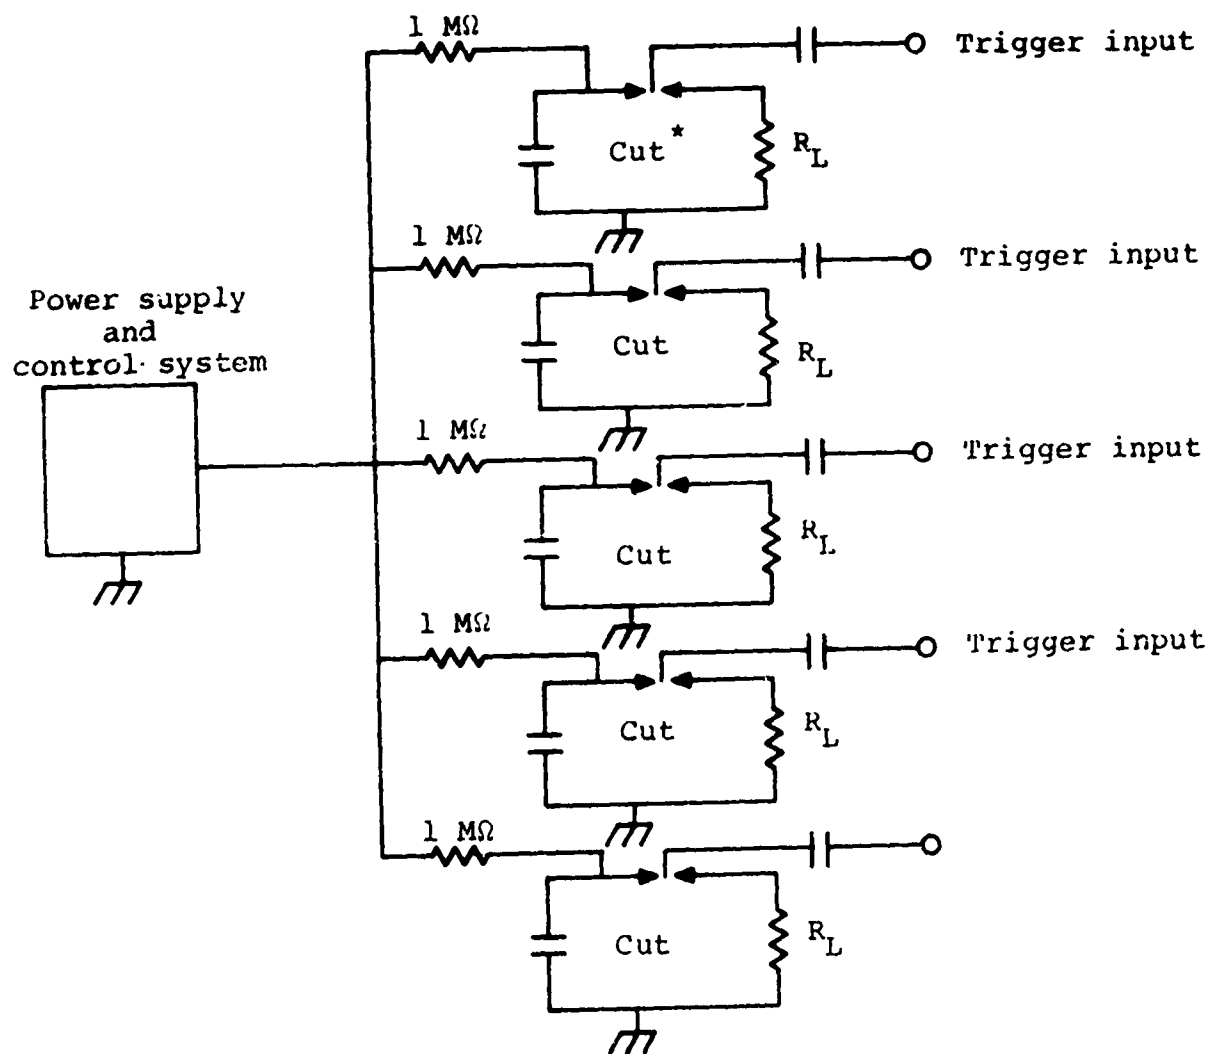 1 MΩ
Trigger input
Cut*
R_L
1 MΩ
Trigger input
Power supply
and
control system
Cut
R_L
1 MΩ
Trigger input
Cut
R_L
1 MΩ
Trigger input
Cut
R_L
1 MΩ
Cut
R_L